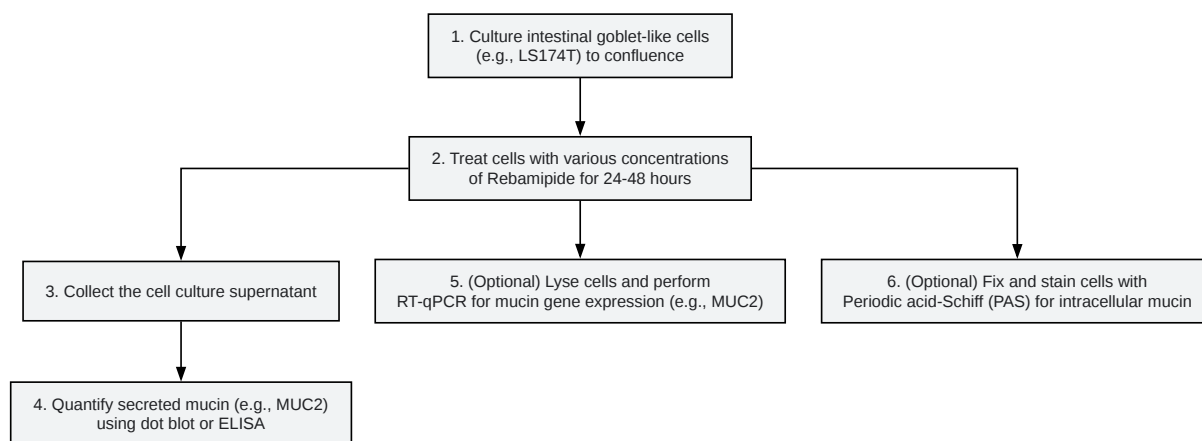 1. Culture intestinal goblet-like cells
(e.g., LS174T) to confluence
2. Treat cells with various concentrations
of Rebamipide for 24-48 hours
3. Collect the cell culture supernatant
4. Quantify secreted mucin (e.g., MUC2)
using dot blot or ELISA
5. (Optional) Lyse cells and perform
RT-qPCR for mucin gene expression (e.g., MUC2)
6. (Optional) Fix and stain cells with
Periodic acid-Schiff (PAS) for intracellular mucin